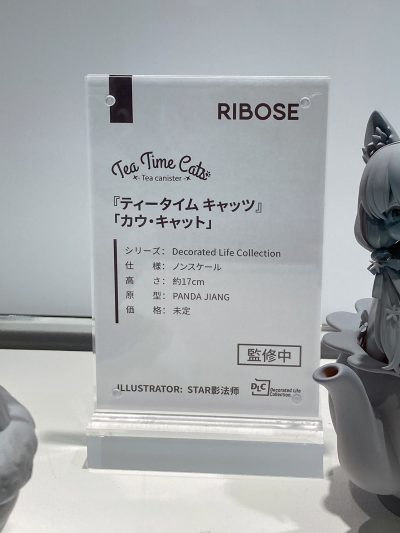 RIBOSE
Tea Time Cats
Tea canister
『ティータイム キャッツ』
「カウ・キャット」
シリーズ: Decorated Life Collection
仕様: ノンスケール
高さ: 約17cm
原型: PANDA JIANG
価格: 未定
監修中
ILLUSTRATOR: STAR影法师
DLC Decorated Life
Collection